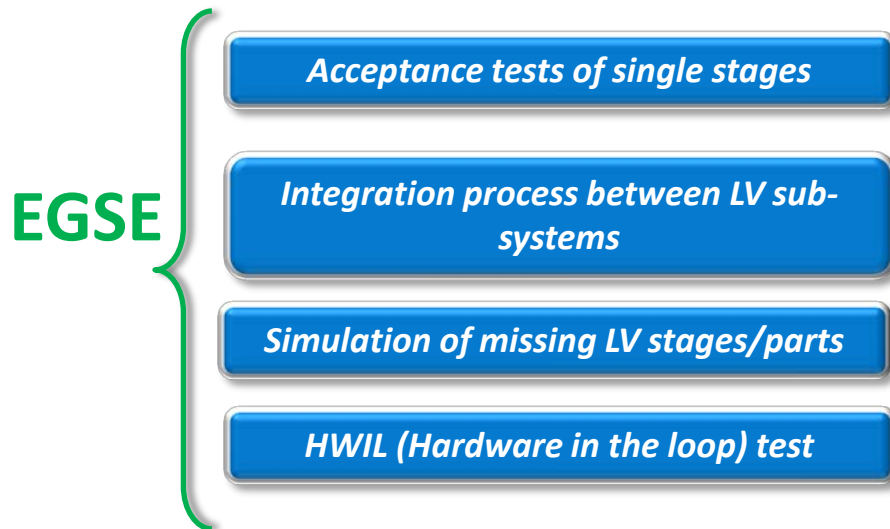 EGSE
Acceptance tests of single stages
Integration process between LV sub-
systems
Simulation of missing LV stages/parts
HWIL (Hardware in the loop) test